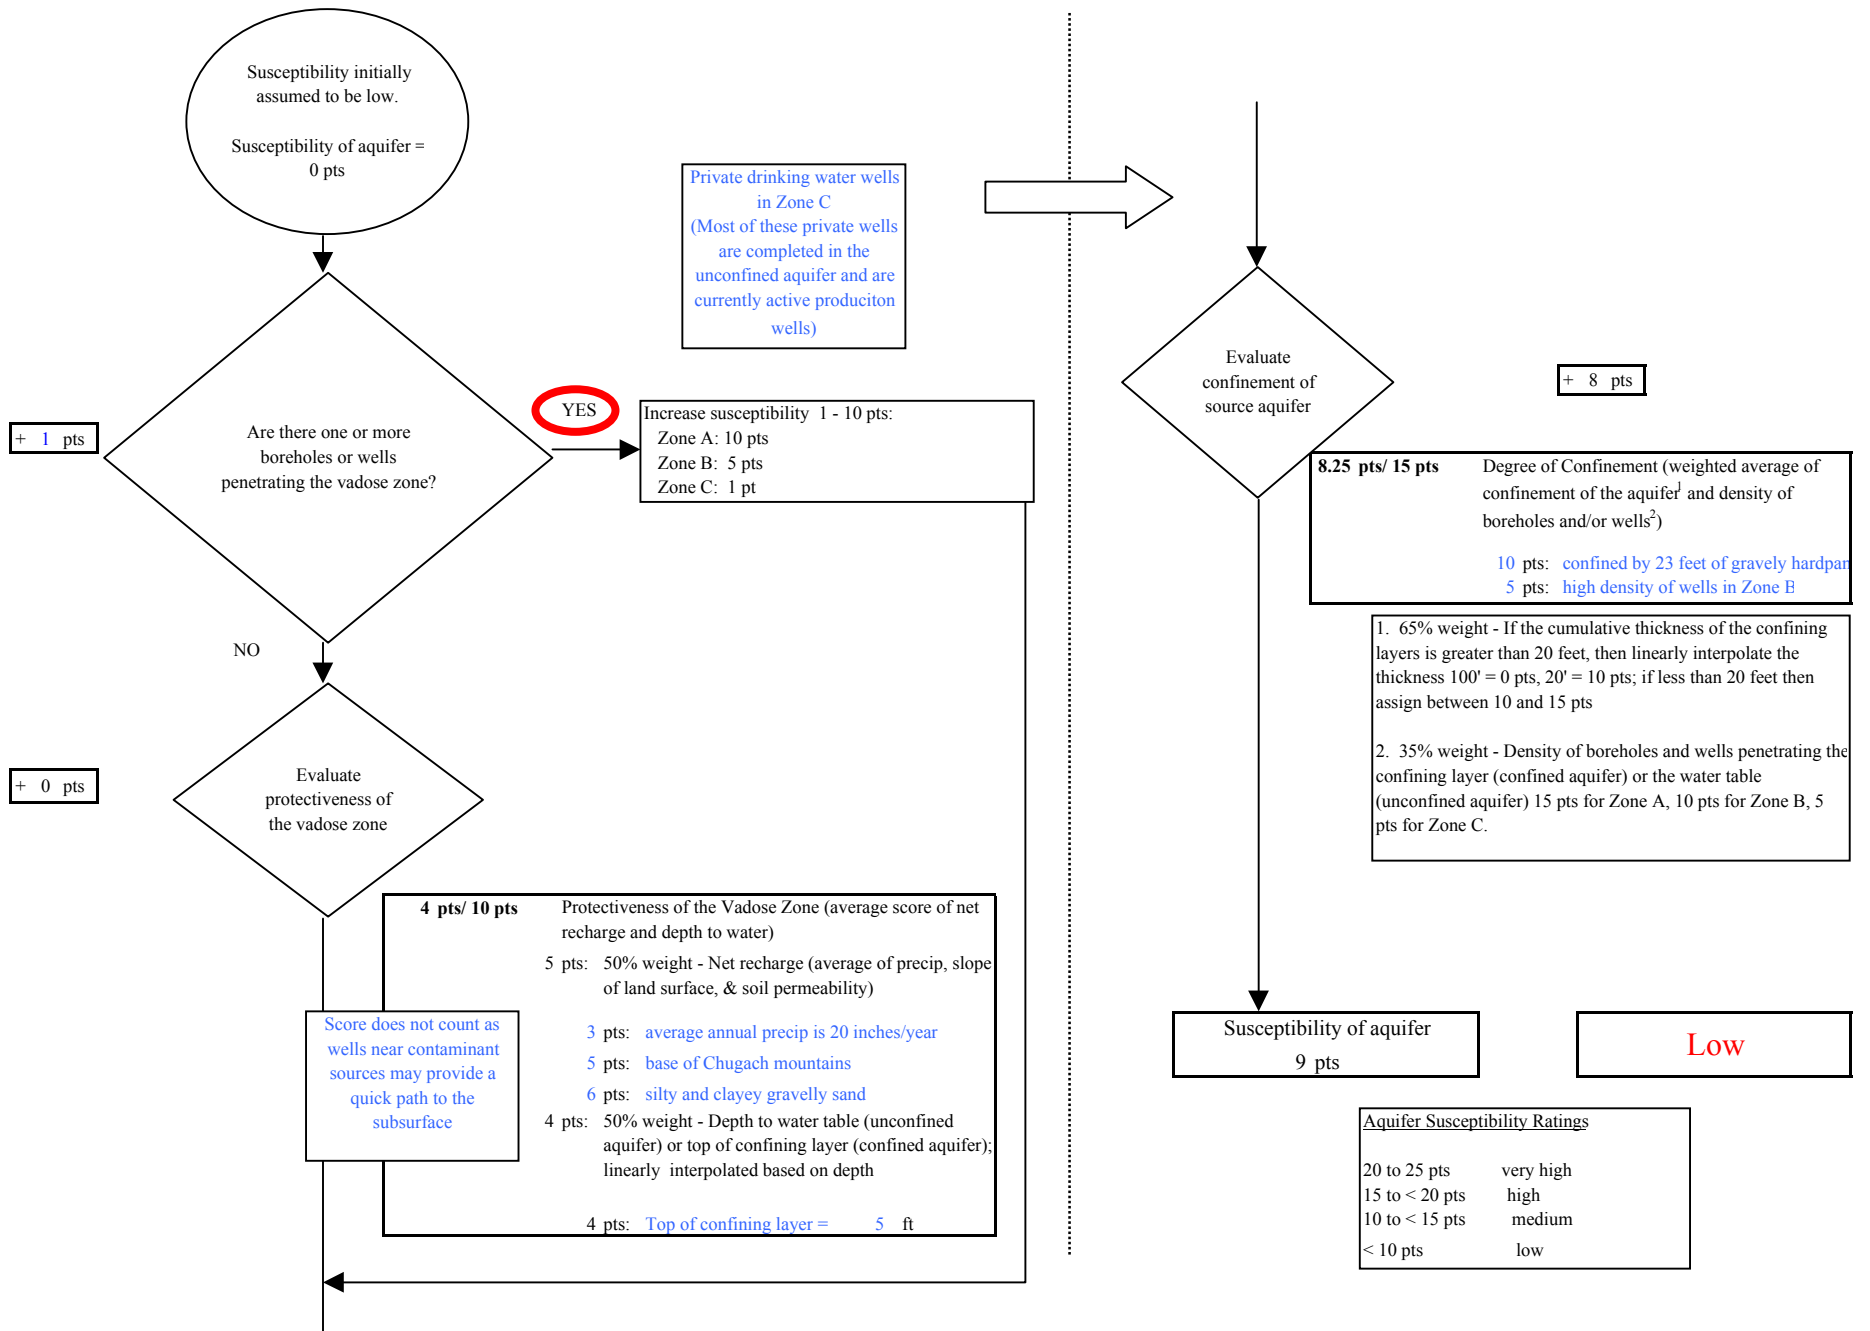 Susceptibility initially
assumed to be low.
Susceptibility of aquifer =
0 pts
Private drinking water wells
in Zone C
(Most of these private wells
are completed in the
unconfined aquifer and are
currently active produciton
wells)
+ 1 pts
Are there one or more
boreholes or wells
penetrating the vadose zone?
YES
Increase susceptibility 1 - 10 pts:
Zone A: 10 pts
Zone B: 5 pts
Zone C: 1 pt
NO
+ 0 pts
Evaluate
protectiveness of
the vadose zone
4 pts/ 10 pts Protectiveness of the Vadose Zone (average score of net
recharge and depth to water)
5 pts: 50% weight - Net recharge (average of precip, slope
of land surface, & soil permeability)
3 pts: average annual precip is 20 inches/year
5 pts: base of Chugach mountains
6 pts: silty and clayey gravelly sand
4 pts: 50% weight - Depth to water table (unconfined
aquifer) or top of confining layer (confined aquifer);
linearly interpolated based on depth
4 pts: Top of confining layer = 5 ft
Score does not count as
wells near contaminant
sources may provide a
quick path to the
subsurface
Evaluate
confinement of
source aquifer
+ 8 pts
8.25 pts/ 15 pts Degree of Confinement (weighted average of
confinement of the aquifer1 and density of
boreholes and/or wells2)
10 pts: confined by 23 feet of gravely hardpan
5 pts: high density of wells in Zone B
1. 65% weight - If the cumulative thickness of the confining
layers is greater than 20 feet, then linearly interpolate the
thickness 100' = 0 pts, 20' = 10 pts; if less than 20 feet then
assign between 10 and 15 pts
2. 35% weight - Density of boreholes and wells penetrating the
confining layer (confined aquifer) or the water table
(unconfined aquifer) 15 pts for Zone A, 10 pts for Zone B, 5
pts for Zone C.
Susceptibility of aquifer
9 pts
Low
Aquifer Susceptibility Ratings
20 to 25 pts very high
15 to < 20 pts high
10 to < 15 pts medium
< 10 pts low